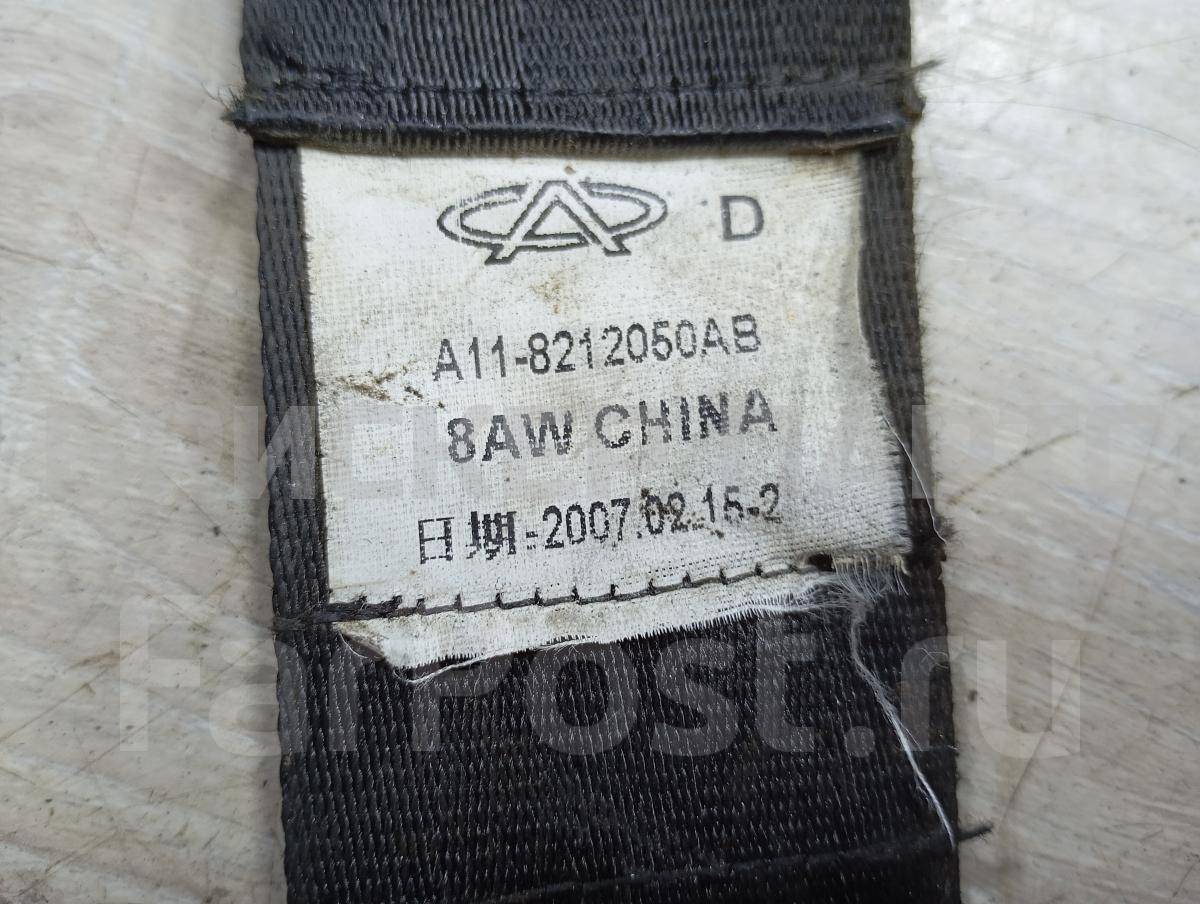 D
A11-8212050AB
8AW CHINA
日期:-2007.02.15-2
FarPost.ru